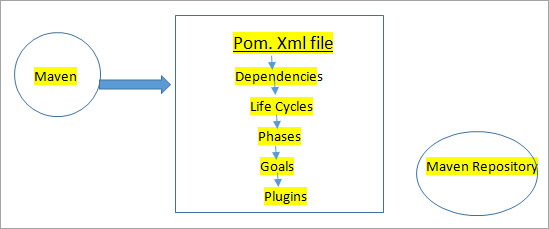 Pom. Xml file
Maven
Dependencies
Life Cycles
Phases
Goals
Maven Repository
Plugins